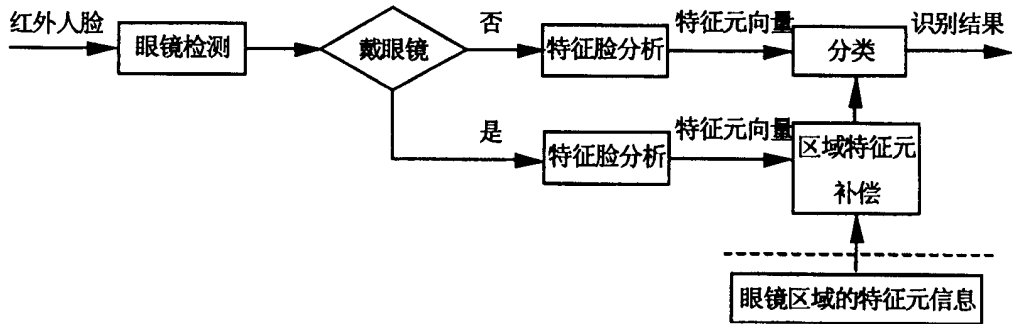 红外人脸
眼镜检测
戴眼镜
否
特征脸分析
特征元向量
分类
识别结果
是
特征脸分析
特征元向量
区域特征元
补偿
眼镜区域的特征元信息